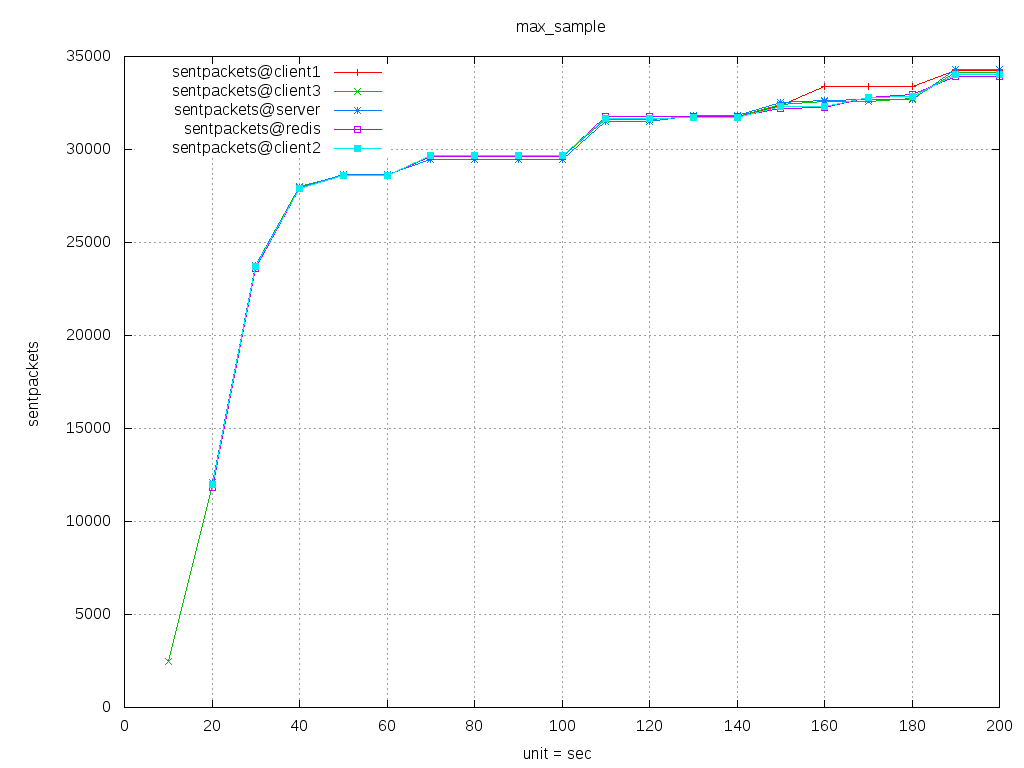 max_sample
35000
30000
25000
20000
15000
10000
5000
0
sentpackets
sentpackets@client1
sentpackets@client3
sentpackets@server
sentpackets@redis
sentpackets@client2
0 20 40 60 80 100 120 140 160 180 200
unit = sec